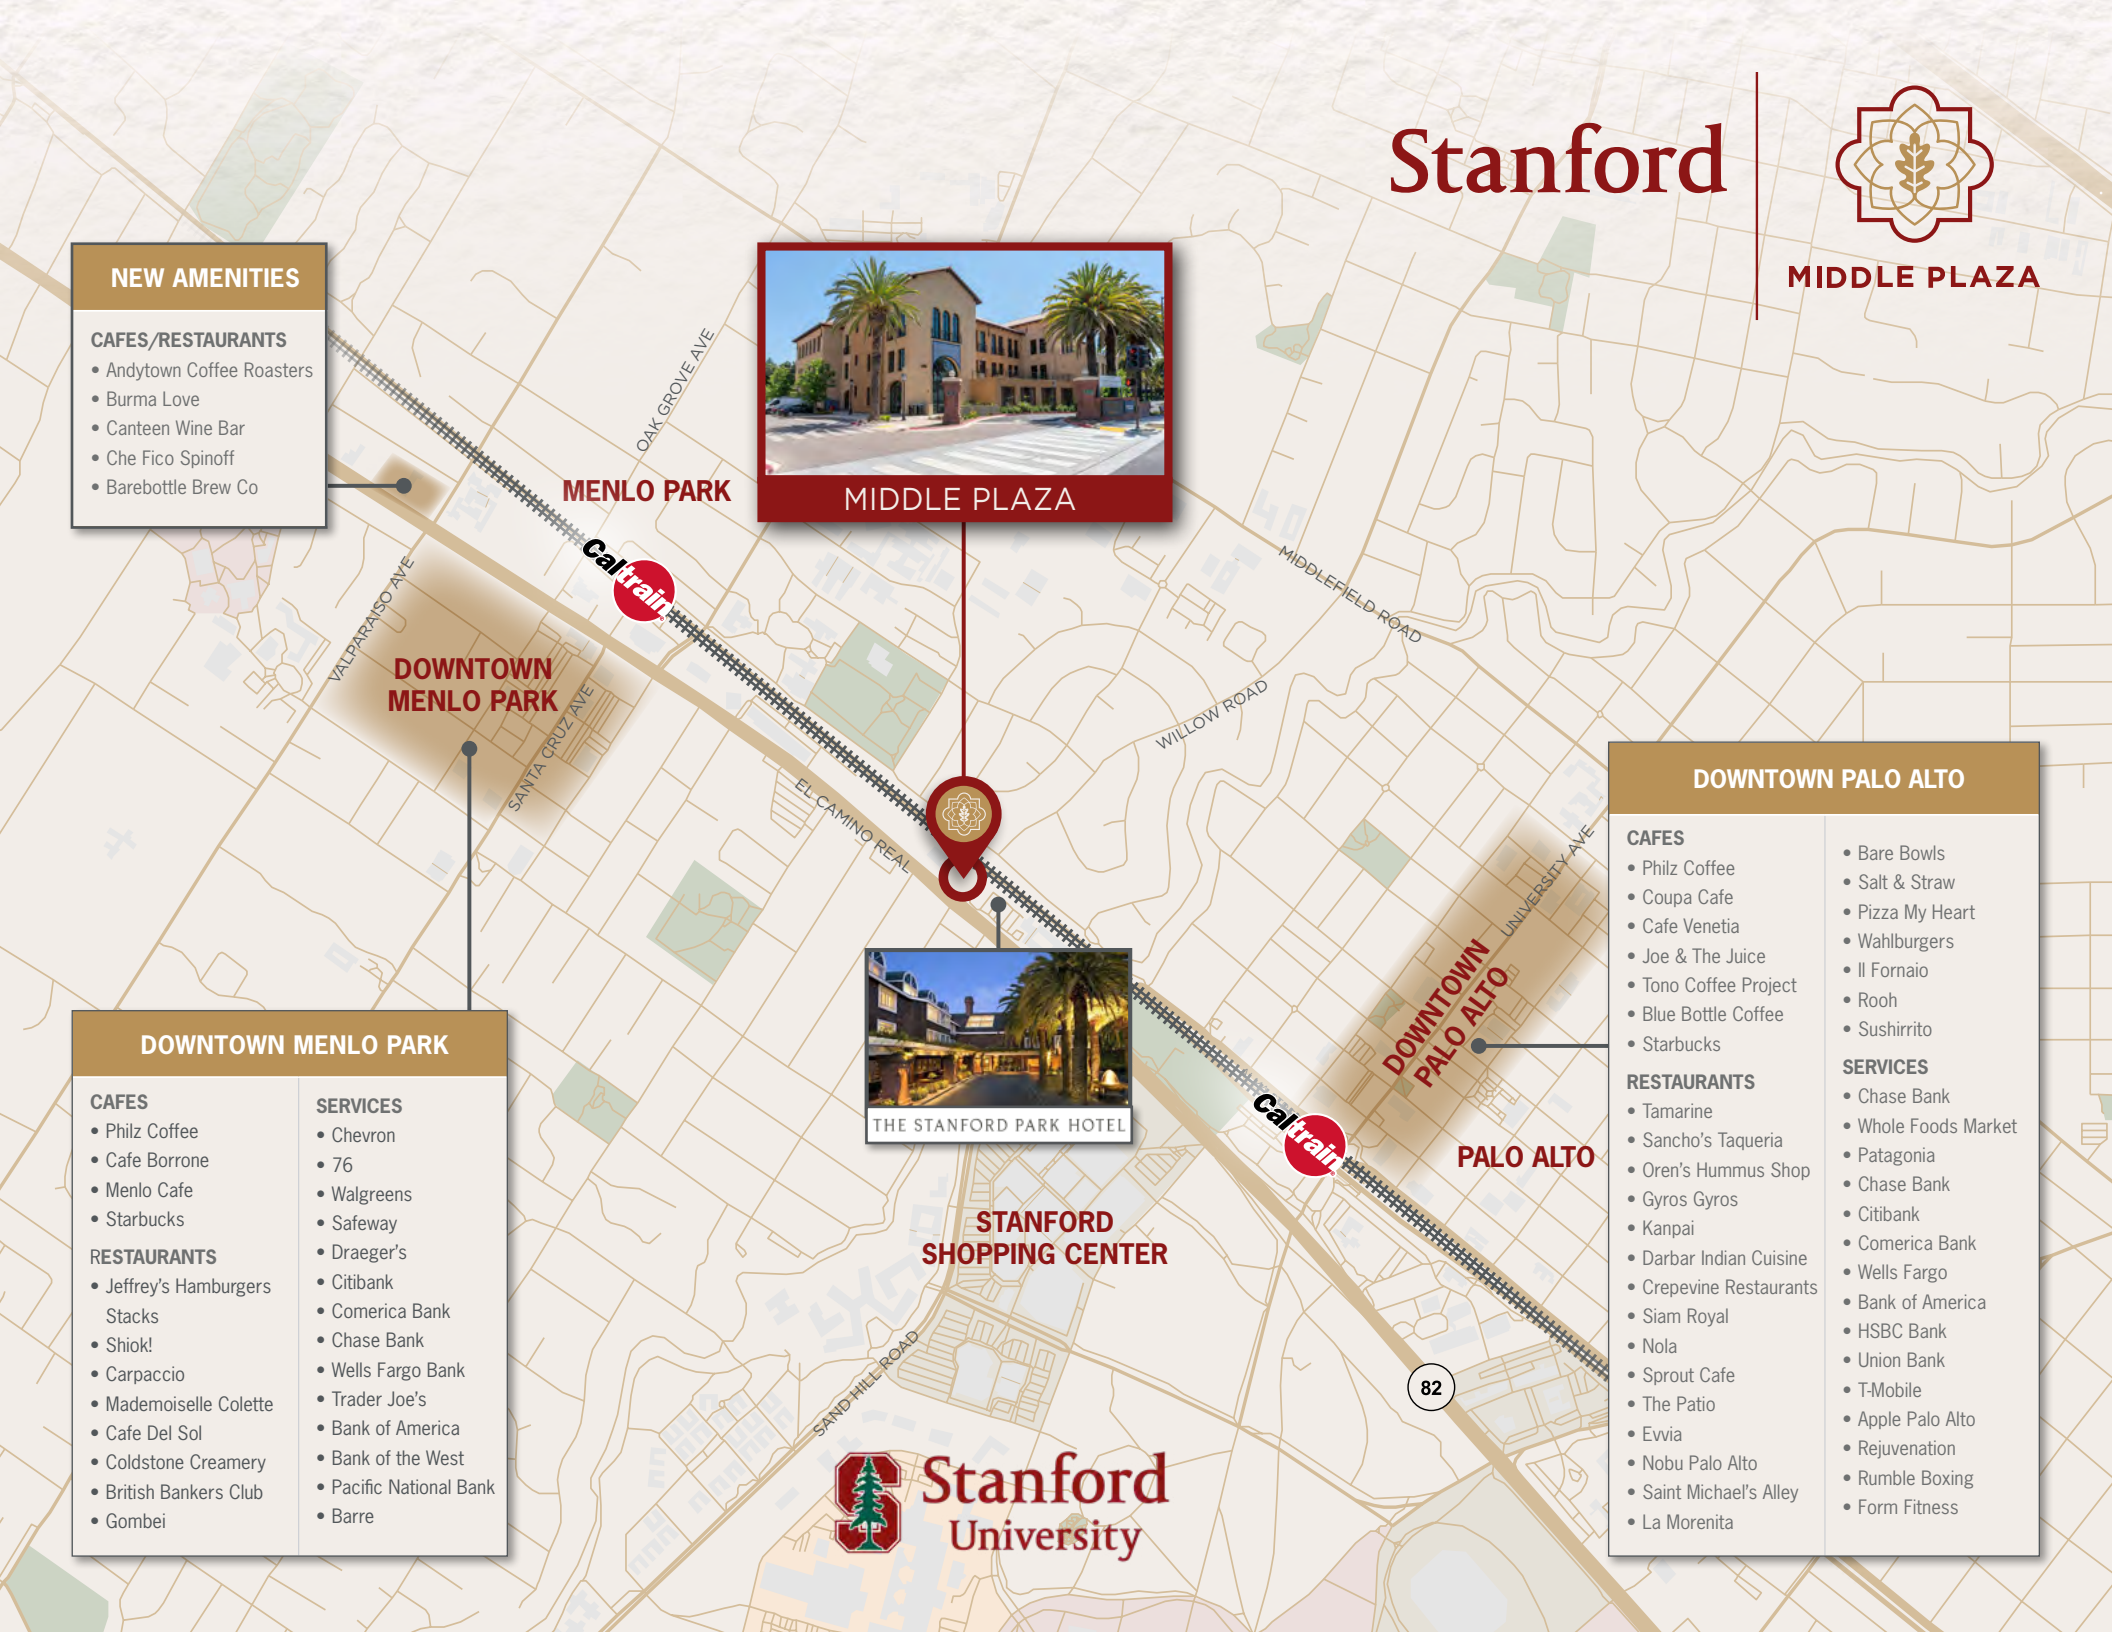 Stanford
MIDDLE PLAZA
NEW AMENITIES
CAFES/RESTAURANTS
• Andytown Coffee Roasters
• Burma Love
• Canteen Wine Bar
• Che Fico Spinoff
• Barebottle Brew Co
MIDDLE PLAZA
OAK GROVE AVE
MENLO PARK
Caltrain
MIDDLEFIELD ROAD
VALPARAISO AVE
DOWNTOWN
MENLO PARK
SANTA CRUZ AVE
WILLOW ROAD
EL CAMINO REAL
UNIVERSITY AVE
DOWNTOWN
PALO ALTO
THE STANFORD PARK HOTEL
Caltrain
PALO ALTO
STANFORD
SHOPPING CENTER
SAND HILL ROAD
82
S
Stanford
University
DOWNTOWN MENLO PARK
CAFES
• Philz Coffee
• Cafe Borrone
• Menlo Cafe
• Starbucks
RESTAURANTS
• Jeffrey's Hamburgers
Stacks
• Shiok!
• Carpaccio
• Mademoiselle Colette
• Cafe Del Sol
• Coldstone Creamery
• British Bankers Club
• Gombei
SERVICES
• Chevron
• 76
• Walgreens
• Safeway
• Draeger's
• Citibank
• Comerica Bank
• Chase Bank
• Wells Fargo Bank
• Trader Joe's
• Bank of America
• Bank of the West
• Pacific National Bank
• Barre
DOWNTOWN PALO ALTO
CAFES
• Philz Coffee
• Coupa Cafe
• Cafe Venetia
• Joe & The Juice
• Tono Coffee Project
• Blue Bottle Coffee
• Starbucks
RESTAURANTS
• Tamarine
• Sancho's Taqueria
• Oren's Hummus Shop
• Gyros Gyros
• Kanpai
• Darbar Indian Cuisine
• Crepevine Restaurants
• Siam Royal
• Nola
• Sprout Cafe
• The Patio
• Evvia
• Nobu Palo Alto
• Saint Michael's Alley
• La Morenita
• Bare Bowls
• Salt & Straw
• Pizza My Heart
• Wahlburgers
• Il Fornaio
• Rooh
• Sushirrito
SERVICES
• Chase Bank
• Whole Foods Market
• Patagonia
• Chase Bank
• Citibank
• Comerica Bank
• Wells Fargo
• Bank of America
• HSBC Bank
• Union Bank
• T-Mobile
• Apple Palo Alto
• Rejuvenation
• Rumble Boxing
• Form Fitness